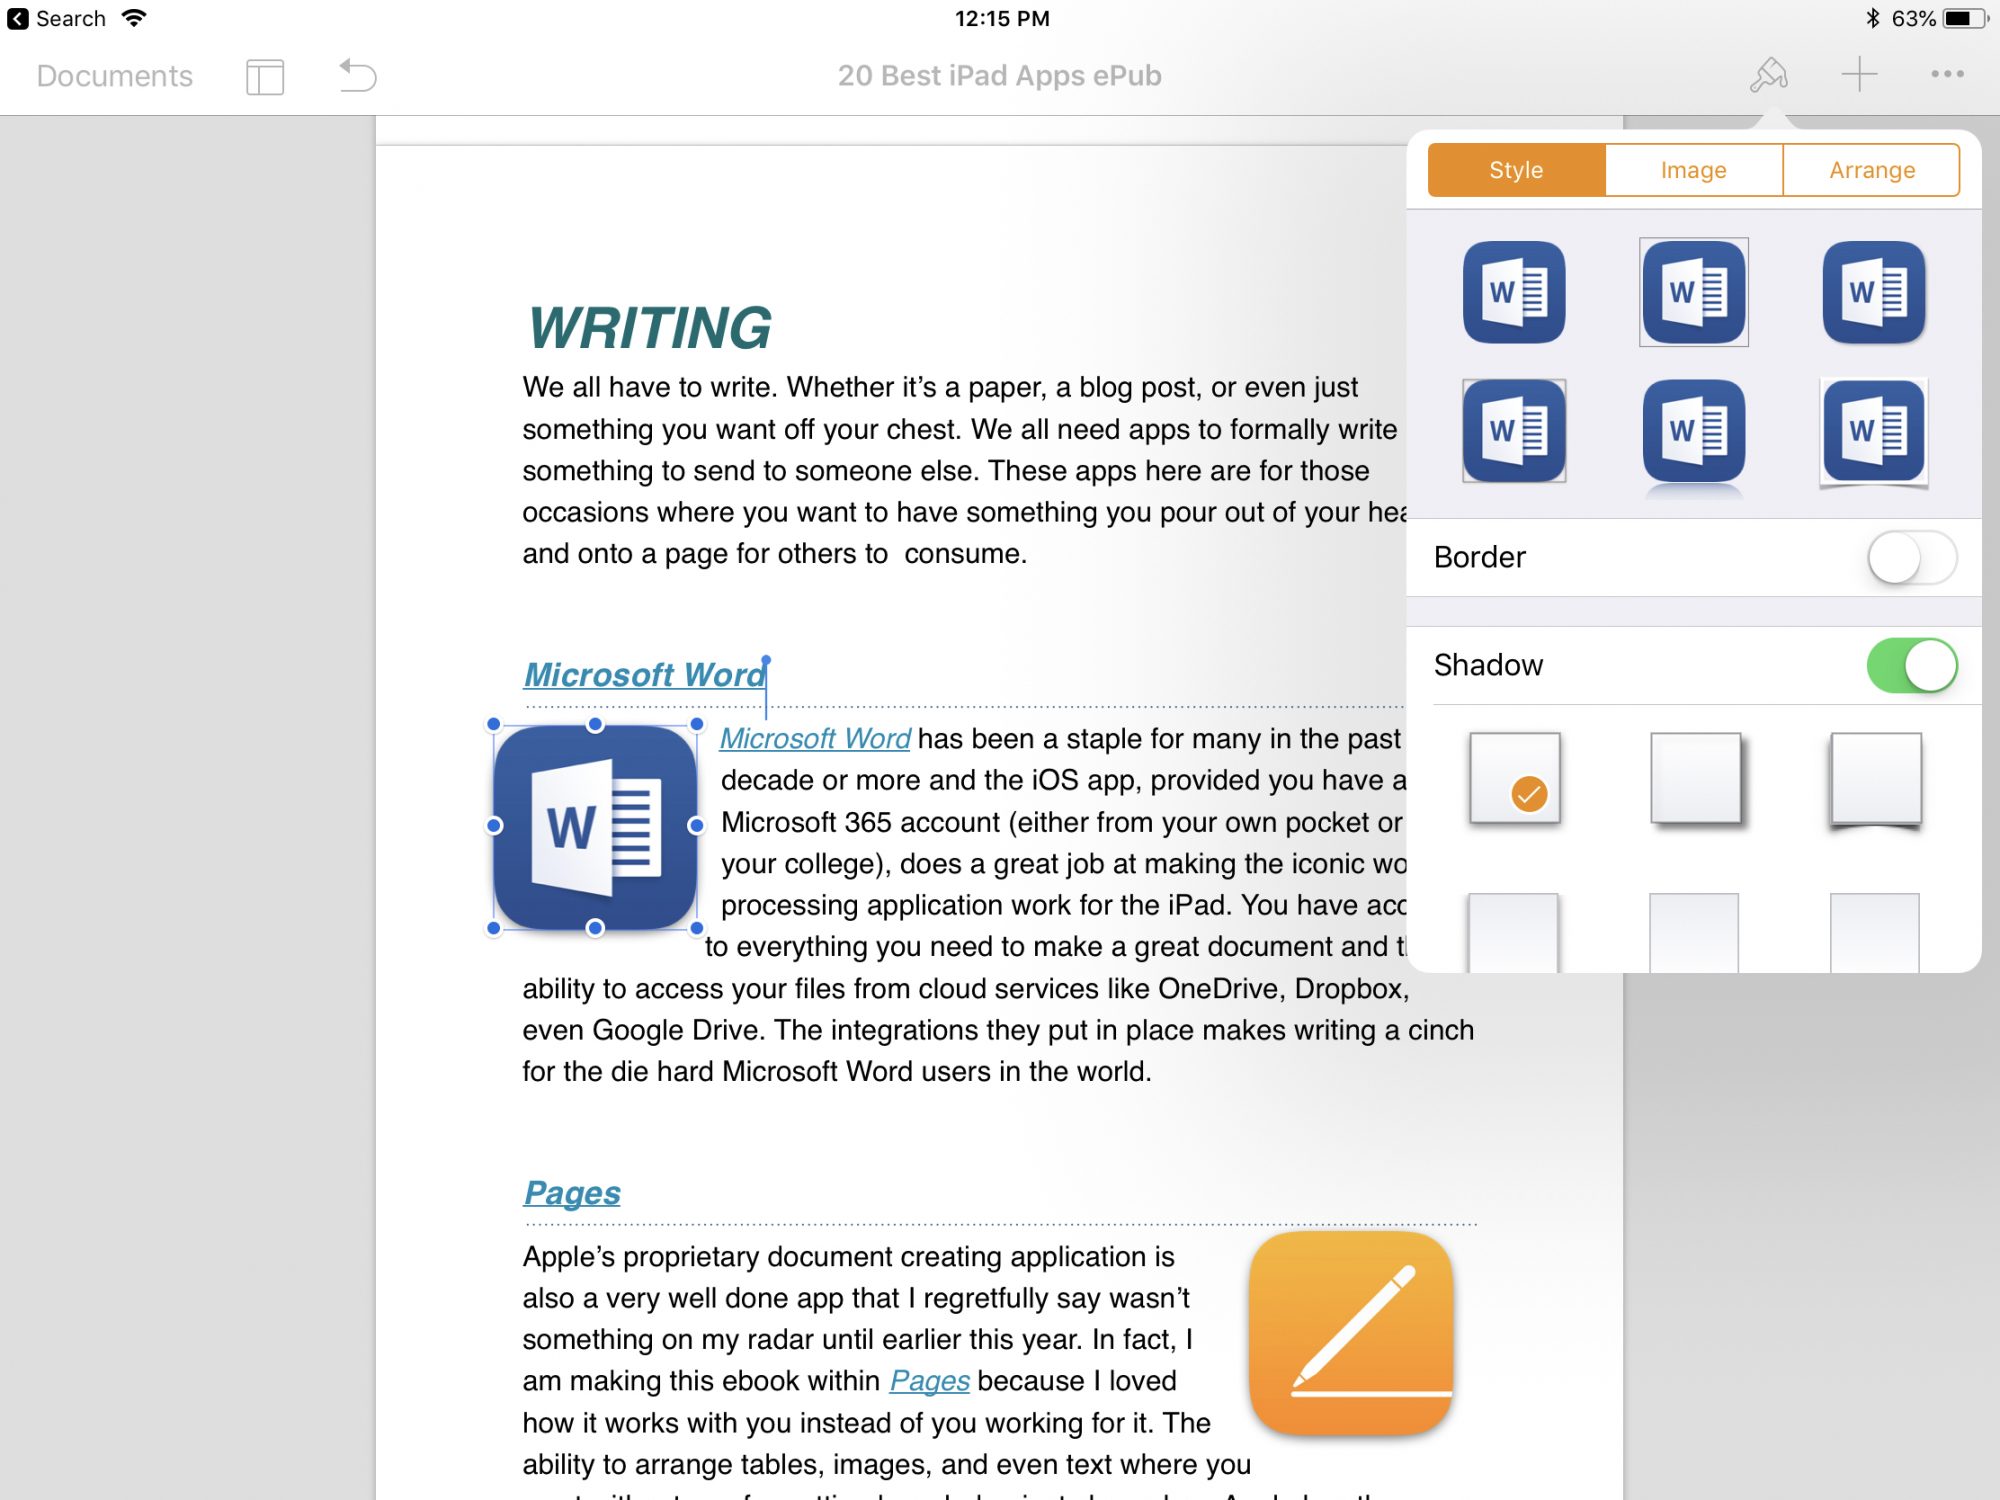 Search
12:15 PM
63%
Documents
20 Best iPad Apps ePub
Style
Image
Arrange
WRITING
We all have to write. Whether it’s a paper, a blog post, or even just
something you want off your chest. We all need apps to formally write
something to send to someone else. These apps here are for those
occasions where you want to have something you pour out of your
and onto a page for others to  consume.
Border
Shadow
Microsoft Word
Microsoft Word has been a staple for many in the past
decade or more and the iOS app, provided you have a
Microsoft 365 account (either from your own pocket or
your college), does a great job at making the iconic
processing application work for the iPad. You have
to everything you need to make a great document and
ability to access your files from cloud services like OneDrive, Dropbox,
even Google Drive. The integrations they put in place makes writing a cinch
for the die hard Microsoft Word users in the world.
W
W
W
W
W
W
W
Pages
Apple’s proprietary document creating application is
also a very well done app that I regretfully say wasn’t
something on my radar until earlier this year. In fact, I
am making this ebook within Pages because I loved
how it works with you instead of you working for it. The
ability to arrange tables, images, and even text where you